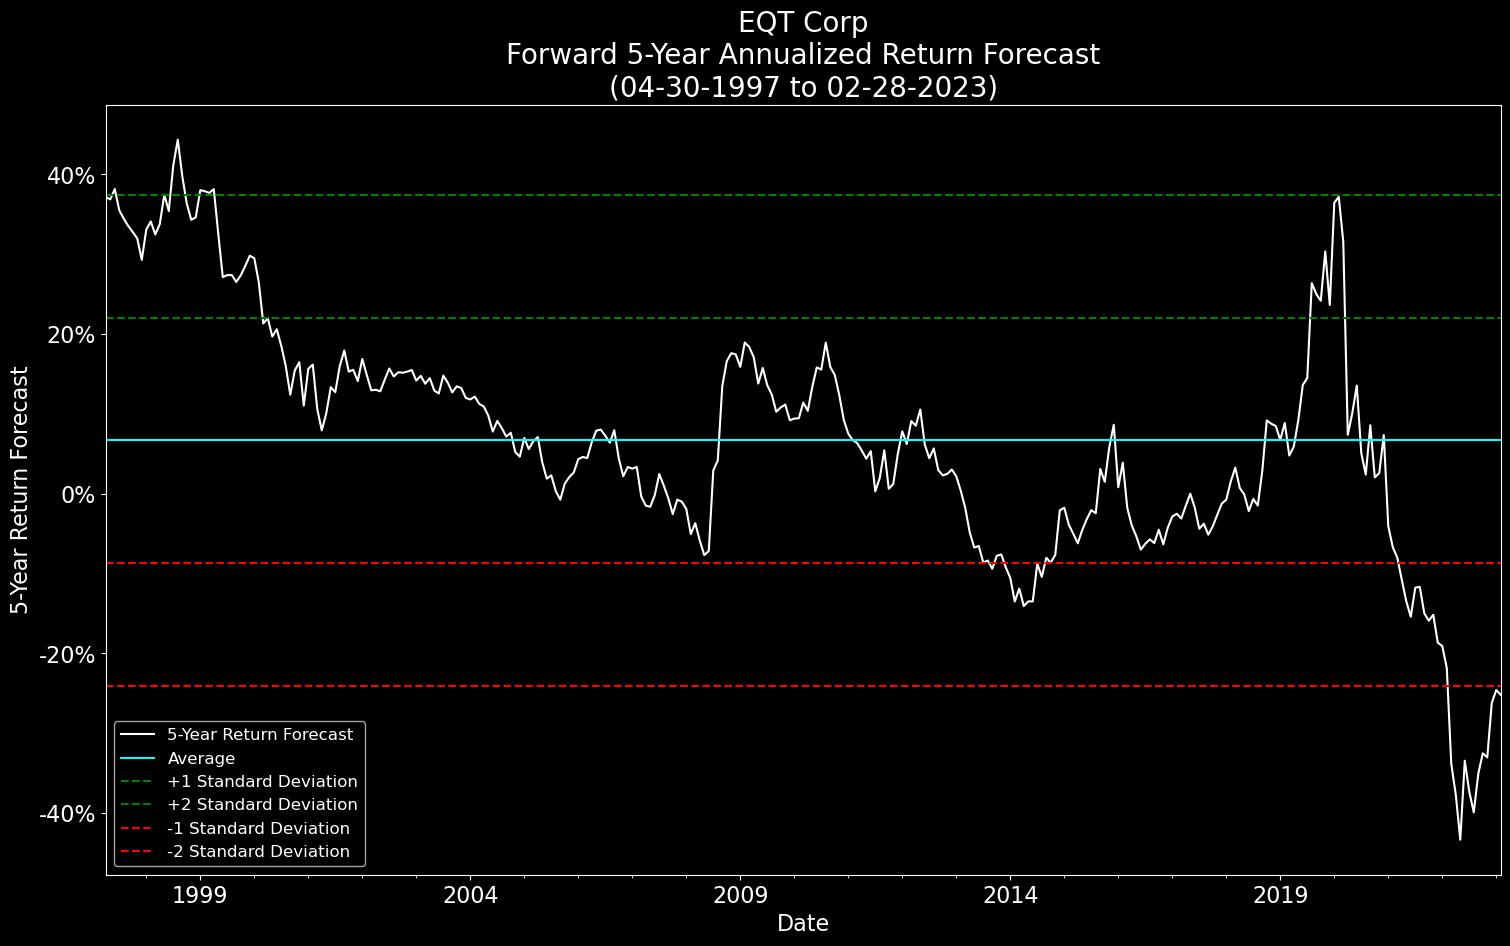 EQT Corp
Forward 5-Year Annualized Return Forecast
(04-30-1997 to 02-28-2023)
5-Year Return Forecast
40%
20%
0%
-20%
-40%
5-Year Return Forecast
Average
+1 Standard Deviation
+2 Standard Deviation
-1 Standard Deviation
-2 Standard Deviation
1999
2004
2009
2014
2019
Date